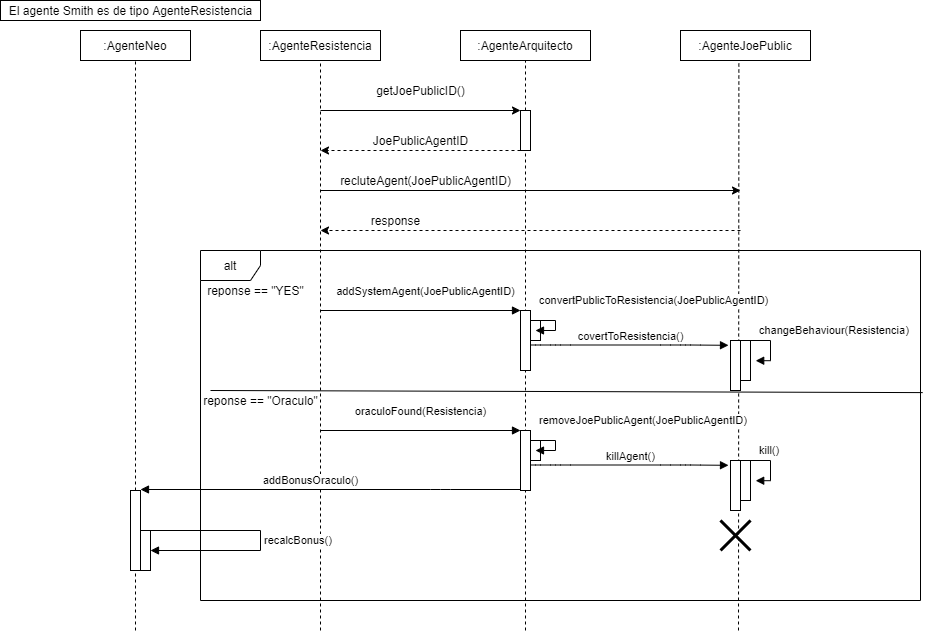 El agente Smith es de tipo AgenteResistencia
:AgenteNeo
:AgenteResistencia
:AgenteArquitecto
:AgenteJoePublic
getJoePublicID()
JoePublicAgentID
recluteAgent(JoePublicAgentID)
response
alt
reponse == "YES"
addSystemAgent(JoePublicAgentID)
convertPublicToResistencia(JoePublicAgentID)
covertToResistencia()
changeBehaviour(Resistencia)
reponse == "Oraculo"
oraculoFound(Resistencia)
removeJoePublicAgent(JoePublicAgentID)
killAgent()
kill()
addBonusOraculo()
recalcBonus()